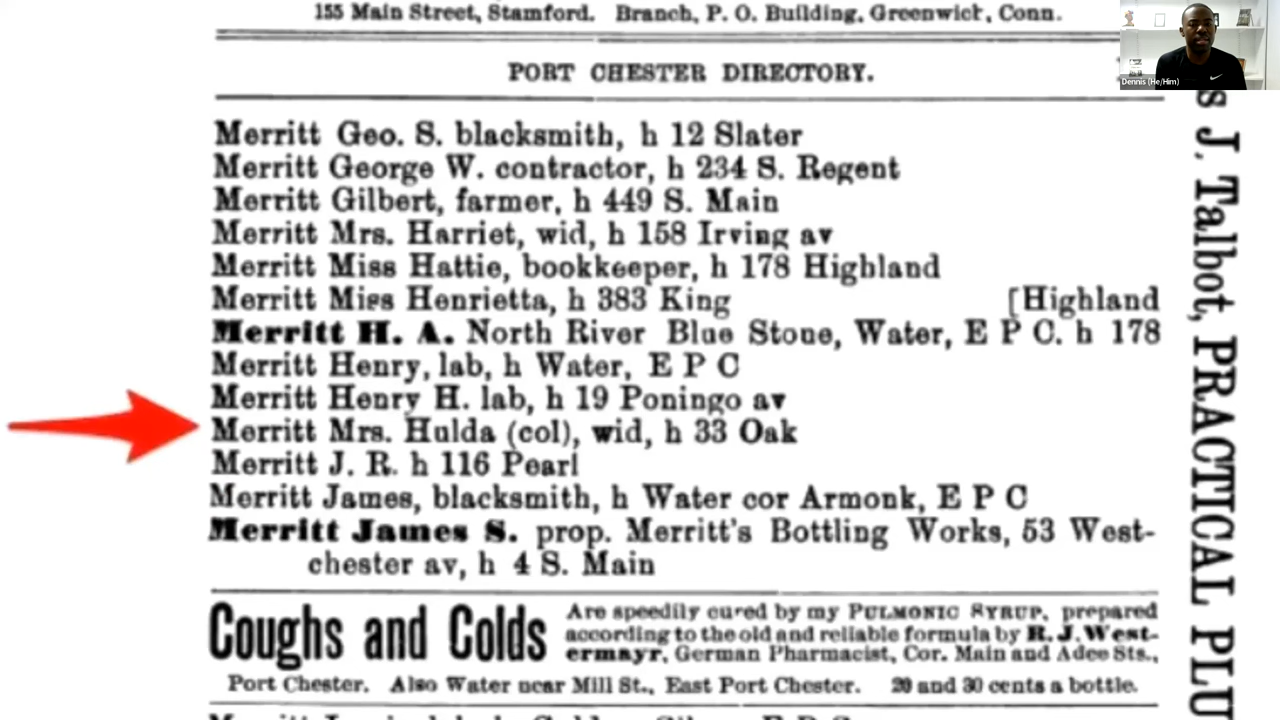 155 Main Street, Stamford. Branch, P. O. Building, Greenwick, Conn.
PORT CHESTER DIRECTORY.
Merritt Geo. S. blacksmith, h 12 Slater
Merritt George W. contractor, h 234 S. Regent
Merritt Gilbert, farmer, h 449 S. Main
Merritt Mrs. Harriet, wid, h 158 Irving av
Merritt Miss Hattie, bookkeeper, h 178 Highland
Merritt Miss Henrietta, h 383 King [Highland
Merritt H. A. North River Blue Stone, Water, E P C. h 178
Merritt Henry, lab, h Water, E P C
Merritt Henry H. lab, h 19 Poningo av
Merritt Mrs. Hulda (col), wid, h 33 Oak
Merritt J. R. h 116 Pearl
Merritt James, blacksmith, h Water cor Armonk, E P C
Merritt James S. prop. Merritt's Bottling Works, 53 West-
chester av, h 4 S. Main
Coughs and Colds
Are speedily cured by my PULMONIC SYRUP, prepared
according to the old and reliable formula by R. J. West-
ermayr, German Pharmacist, Cor. Main and Adee Sts.,
Port Chester. Also Water near Mill St., East Port Chester. 20 and 30 cents a bottle.
s J. Talbot, PRACTICAL PLU
Dennis (He/Him)